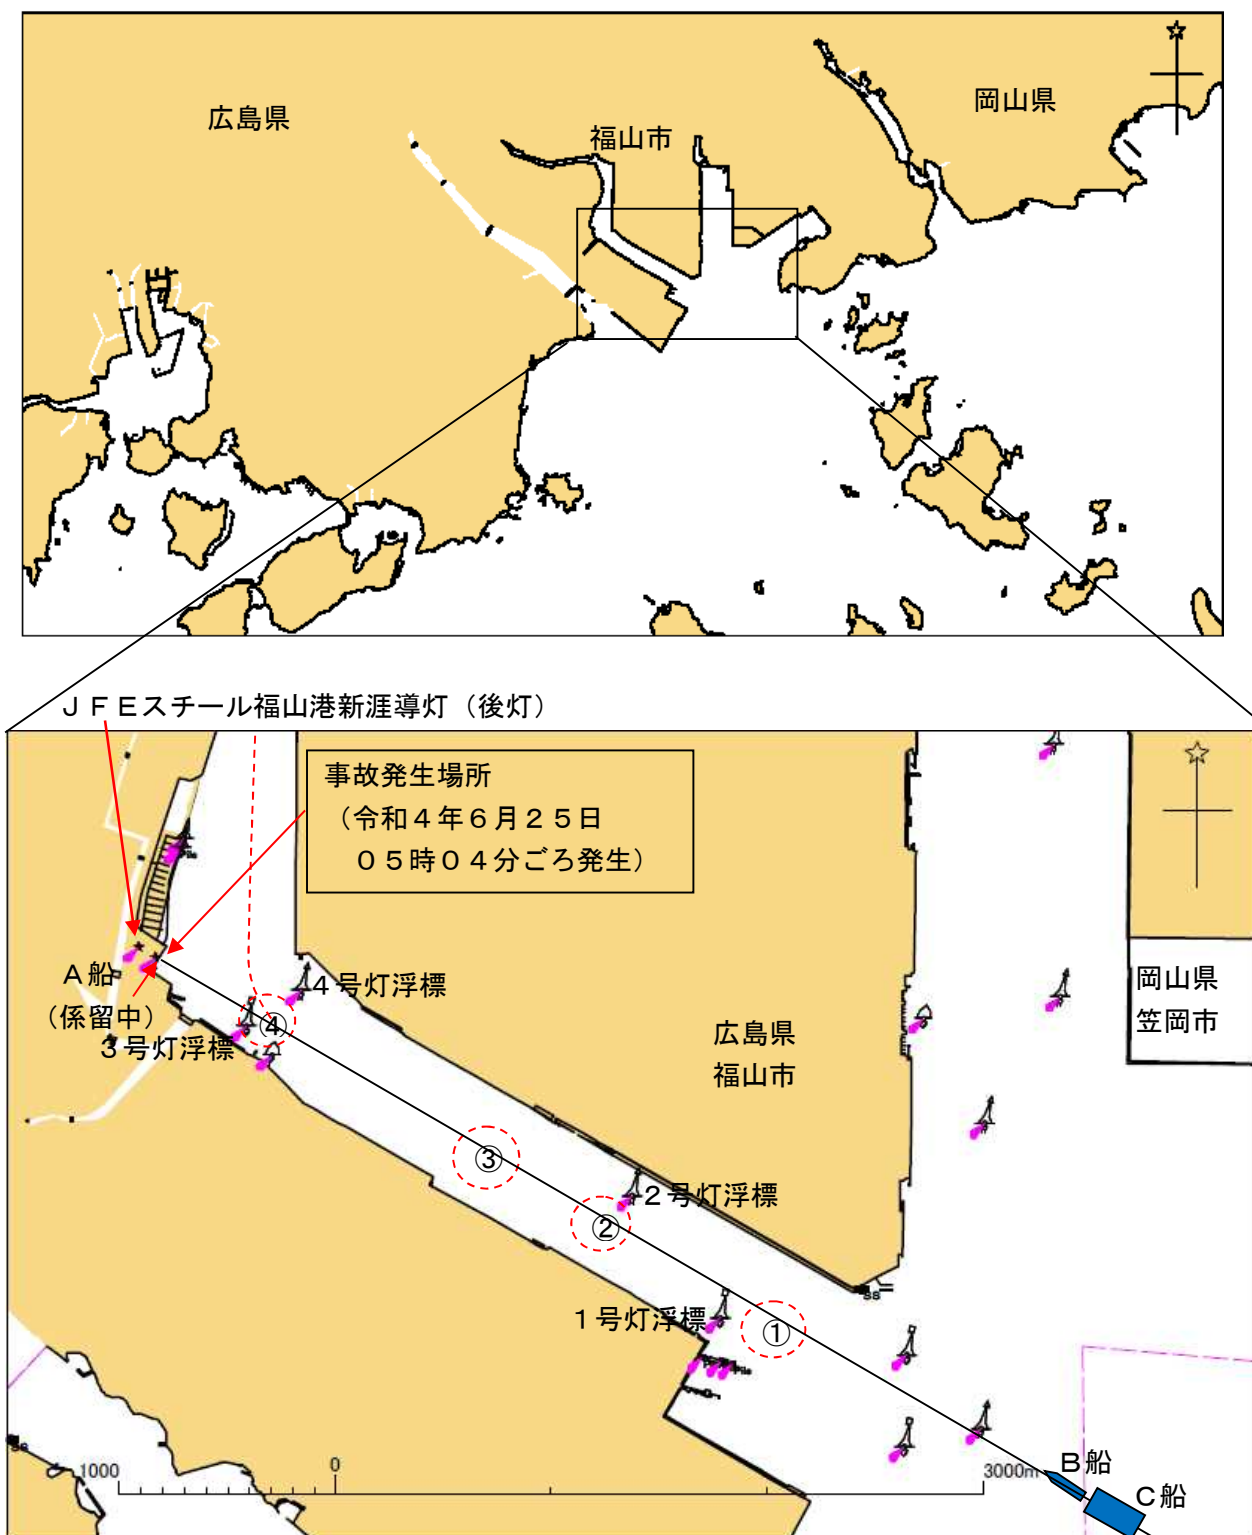 広島県
岡山県
福山市
ＪＦＥスチール福山港新涯導灯（後灯）
事故発生場所
（令和４年６月２５日
０５時０４分ごろ発生）
Ａ船
（係留中）
４号灯浮標
３号灯浮標
④
岡山県
笠岡市
広島県
福山市
③
２号灯浮標
②
１号灯浮標
①
1000
0
3000m
Ｂ船
Ｃ船